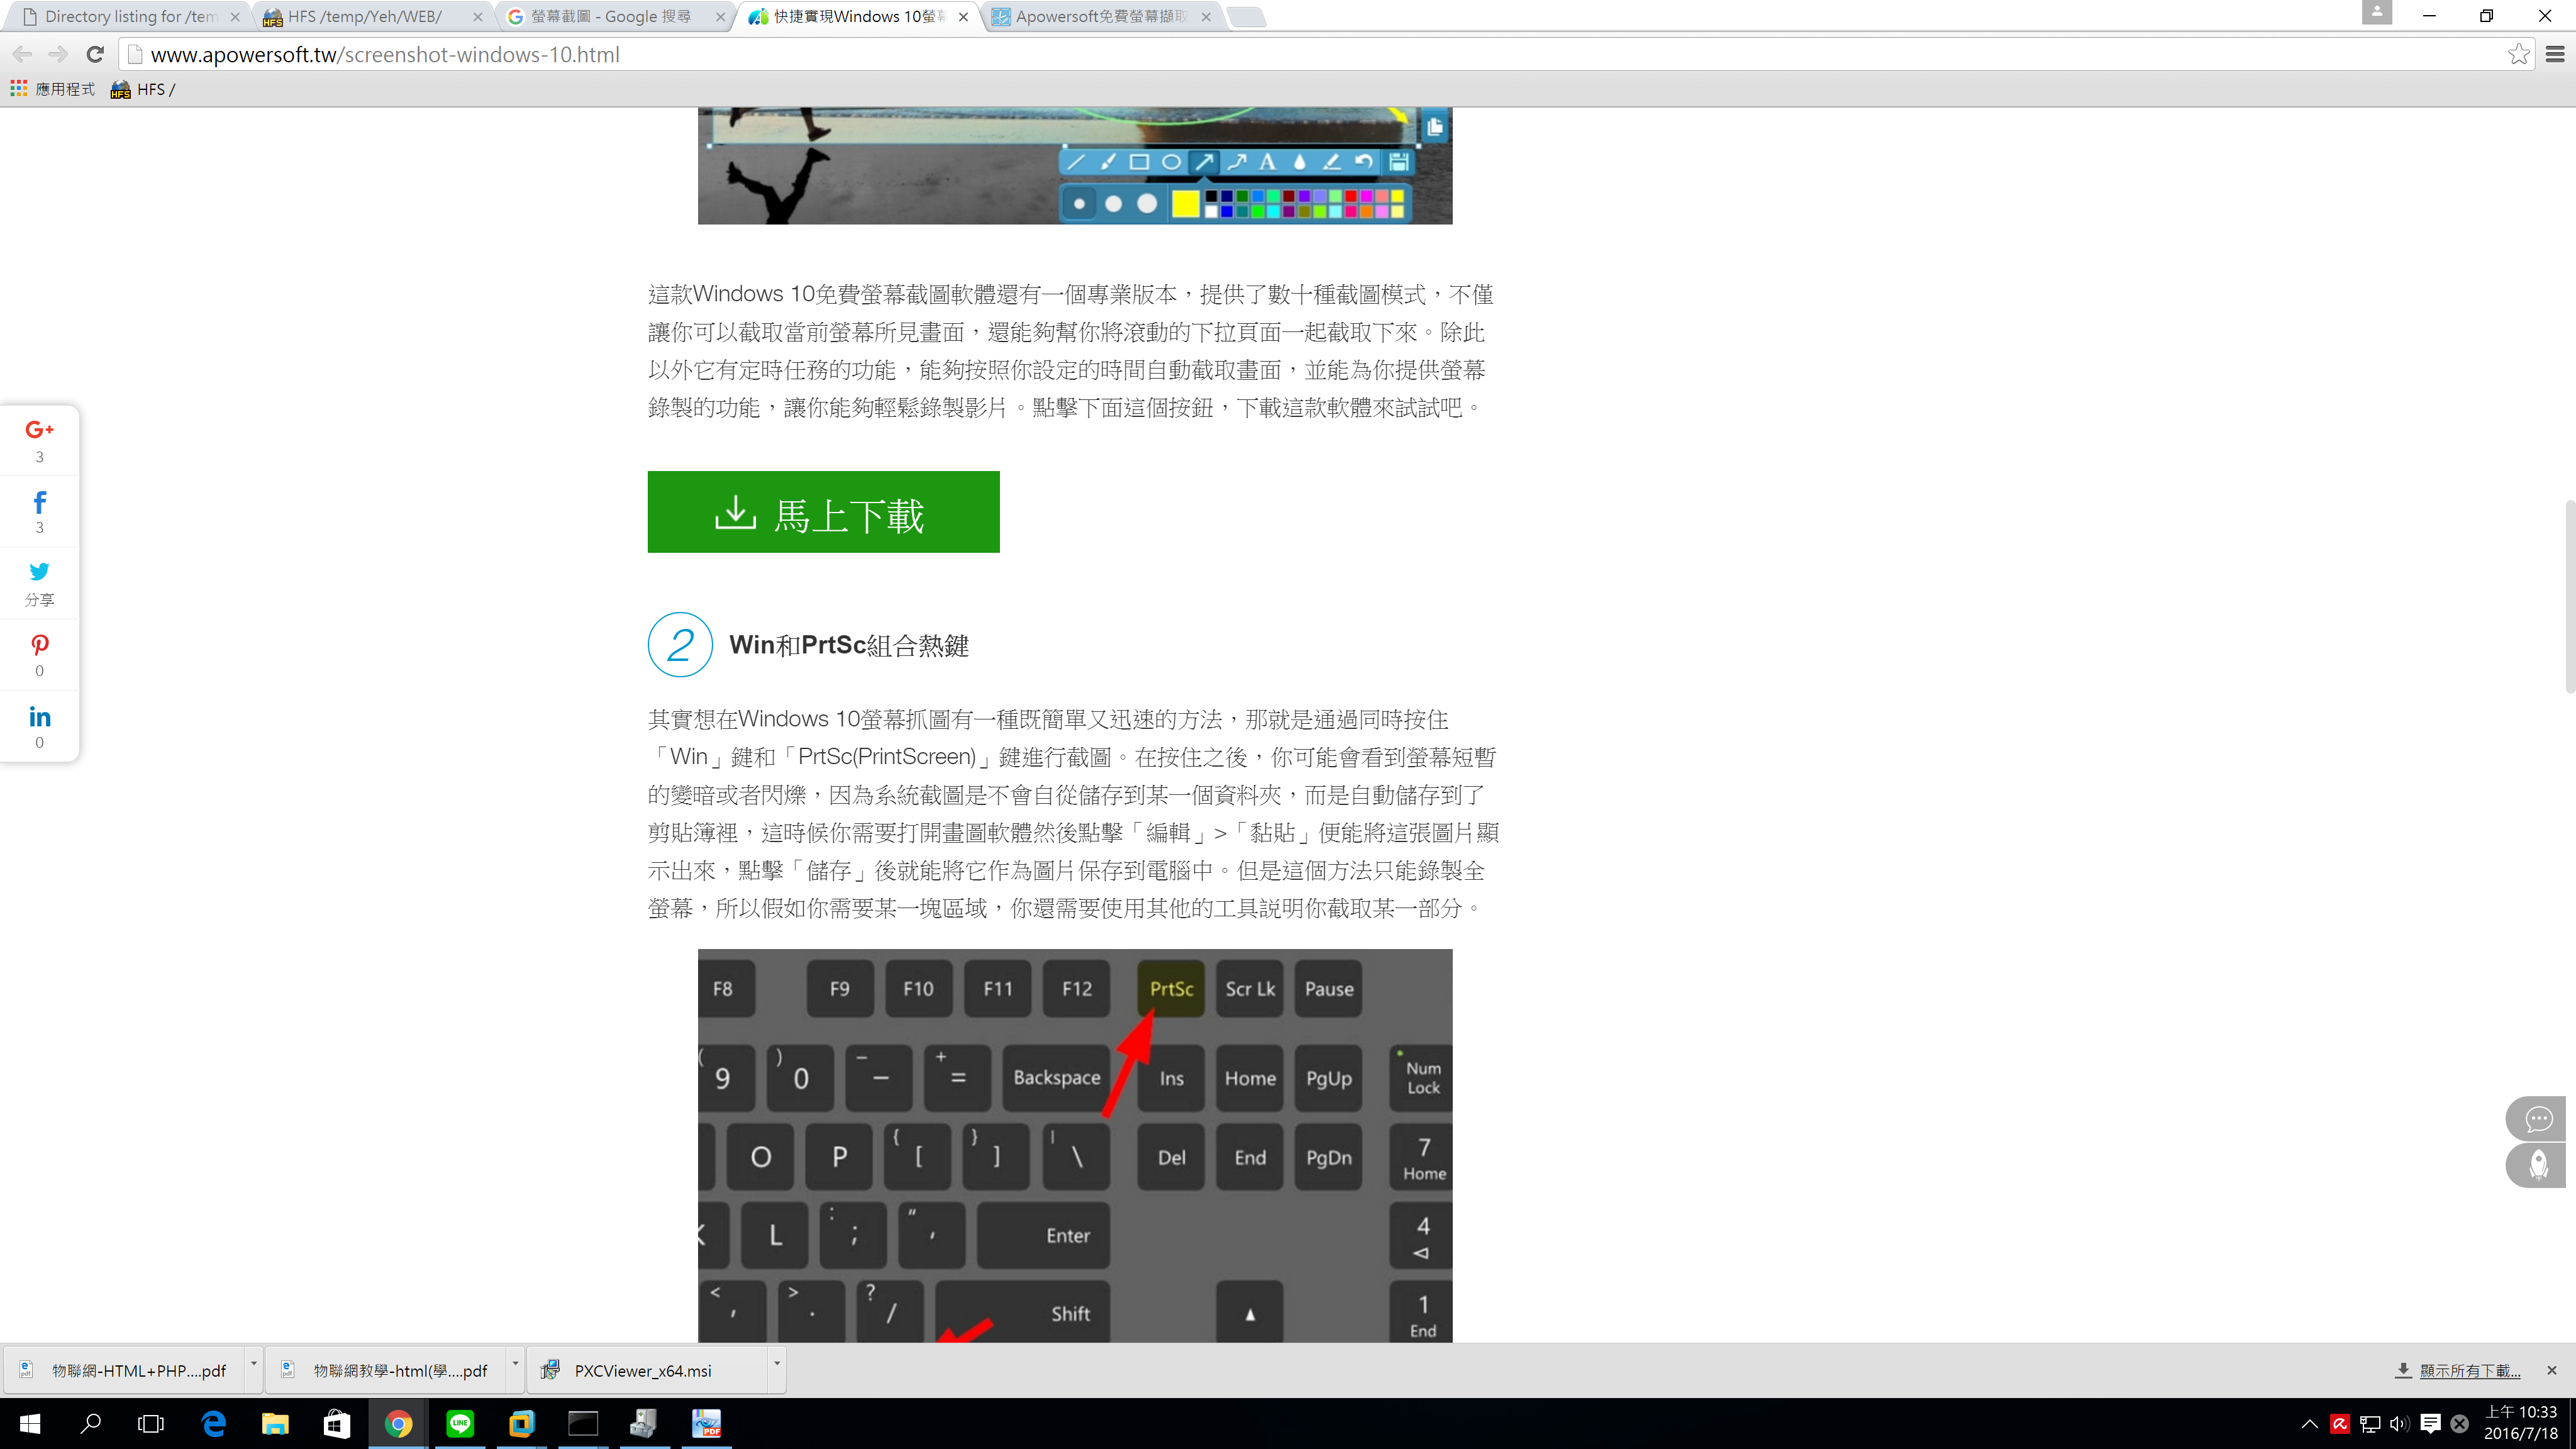 Directory listing for /tem
HFS /temp/Yeh/WEB/
螢幕截圖 - Google 搜尋
快捷實現Windows 10螢幕
Apowersoft免費螢幕擷取
www.apowersoft.tw/screenshot-windows-10.html
應用程式
HFS /
A
這款Windows 10免費螢幕截圖軟體還有一個專業版本，提供了數十種截圖模式，不僅
讓你可以截取當前螢幕所見畫面，還能夠幫你將滾動的下拉頁面一起截取下來。除此
以外它有定時任務的功能，能夠按照你設定的時間自動截取畫面，並能為你提供螢幕
錄製的功能，讓你能夠輕鬆錄製影片。點擊下面這個按鈕，下載這款軟體來試試吧。
G+
3
f
3
分享
0
in
0
馬上下載
2 Win和PrtSc組合熱鍵
其實想在Windows 10螢幕抓圖有一種既簡單又迅速的方法，那就是通過同時按住
「Win」鍵和「PrtSc(PrintScreen)」鍵進行截圖。在按住之後，你可能會看到螢幕短暫
的變暗或者閃爍，因為系統截圖是不會自從儲存到某一個資料夾，而是自動儲存到了
剪貼簿裡，這時候你需要打開畫圖軟體然後點擊「編輯」>「黏貼」便能將這張圖片顯
示出來，點擊「儲存」後就能將它作為圖片保存到電腦中。但是這個方法只能錄製全
螢幕，所以假如你需要某一塊區域，你還需要使用其他的工具說明你截取某一部分。
F8 F9 F10 F11 F12 PrtSc Scr Lk Pause
( 9 ) 0 _ – + = Backspace Ins Home PgUp Num Lock
O P { [ } ] | \ Del End PgDn 7 Home
K L : ; " ' Enter 4
< , > . ? / Shift 1 End
物聯網-HTML+PHP....pdf
物聯網教學-html(學....pdf
PXCViewer_x64.msi
顯示所有下載...
LINE
PDF
上午 10:33
2016/7/18